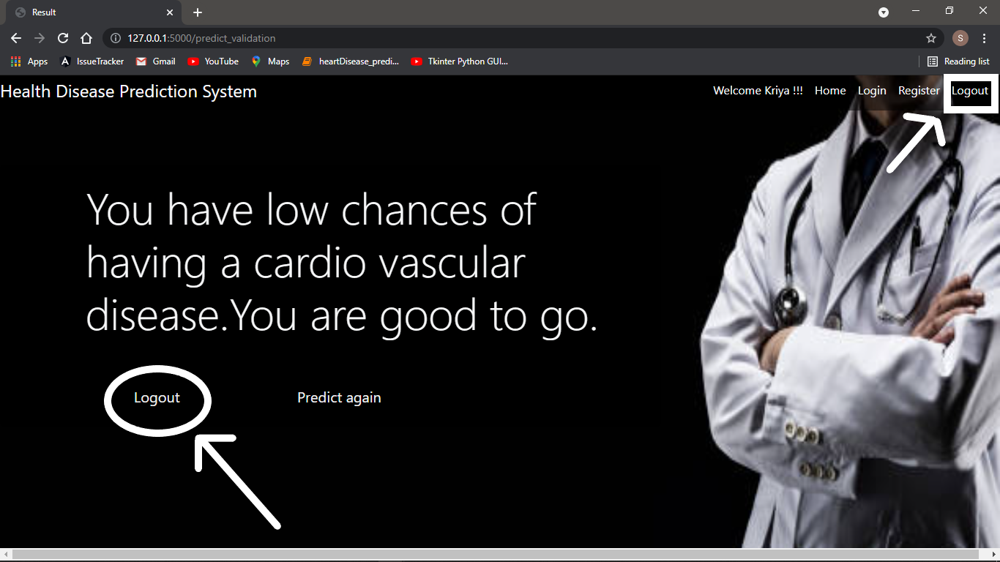 Result
127.0.0.1:5000/predict_validation
S
Apps IssueTracker Gmail YouTube Maps heartDisease_predi... Tkinter Python GUI... Reading list
Health Disease Prediction System Welcome Kriya !!! Home Login Register Logout
You have low chances of
having a cardio vascular
disease.You are good to go.
Logout Predict again